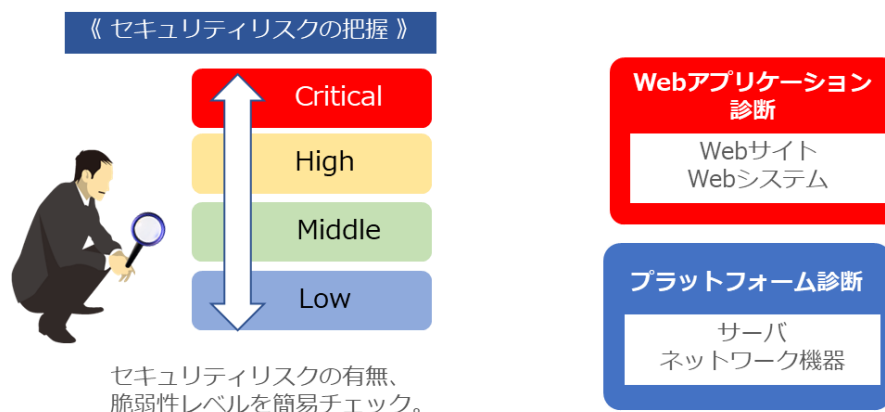 《 セキュリティリスクの把握 》
Critical
High
Middle
Low
セキュリティリスクの有無、
脆弱性レベルを簡易チェック。
Webアプリケーション
診断
Webサイト
Webシステム
プラットフォーム診断
サーバ
ネットワーク機器